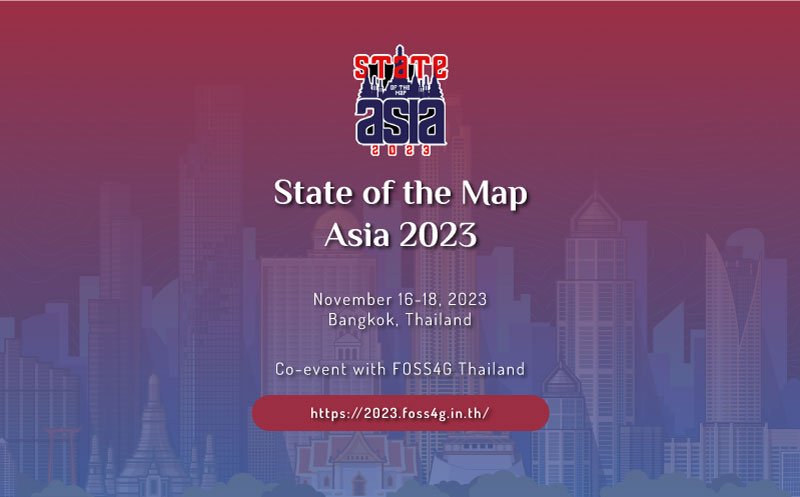 STATE
OF THE
MAP
asia
2023
State of the Map
Asia 2023
November 16-18, 2023
Bangkok, Thailand
Co-event with FOSS4G Thailand
https://2023.foss4g.in.th/